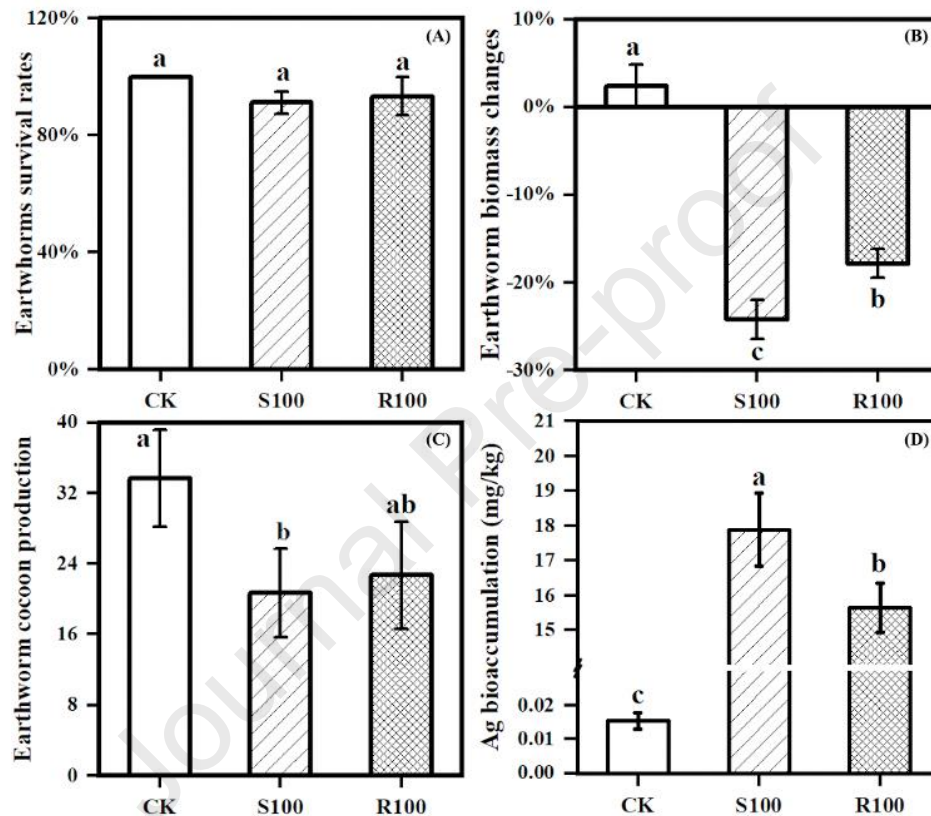 120%
(A)
a
a
a
80%
40%
0%
CK
S100
R100
Eartwhorms survival rates
10%
(B)
a
0%
-10%
-20%
-30%
c
b
CK
S100
R100
Earthworm biomass changes
40
(C)
a
32
b
ab
24
16
8
0
CK
S100
R100
Earthworm cocoon production
21
(D)
20
19
18
17
16
15
0.02
0.01
0.00
c
a
b
CK
S100
R100
Ag bioaccumulation (mg/kg)
Journal Pre-proof